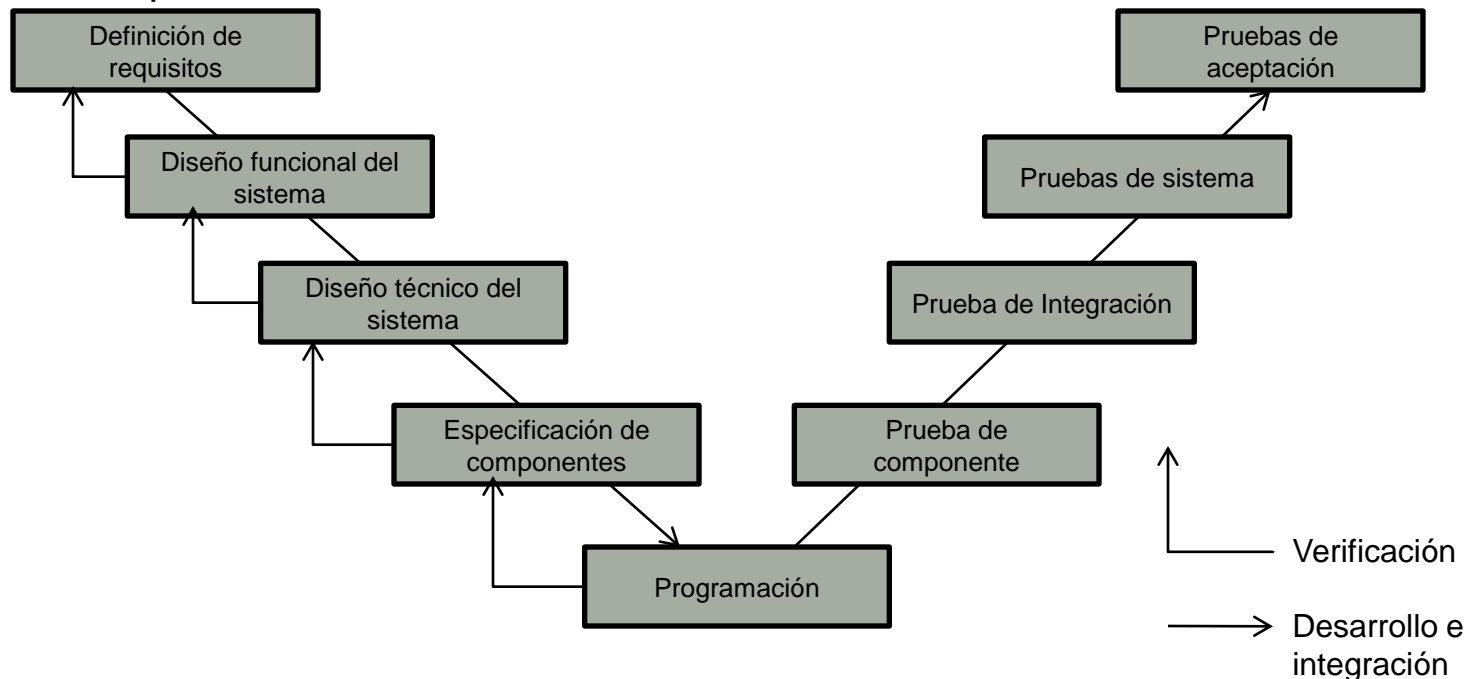 Definición de
requisitos
Pruebas de
aceptación
Diseño funcional del
sistema
Pruebas de sistema
Diseño técnico del
sistema
Prueba de Integración
Especificación de
componentes
Prueba de
componente
Programación
Verificación
Desarrollo e
integración